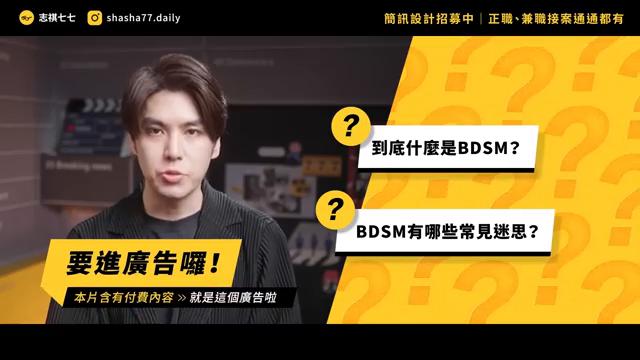 志祺七七 shasha77.daily
簡訊設計招募中｜正職、兼職接案通通都有
?
到底什麼是BDSM？
?
BDSM有哪些常見迷思？
要進廣告囉！
本片含有付費內容 >> 就是這個廣告啦